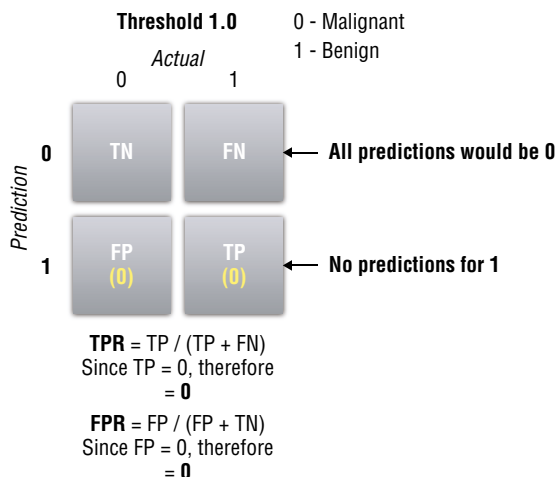 Threshold 1.0
0 - Malignant
1 - Benign
Actual
0 1
Prediction
0 TN FN All predictions would be 0
1 FP TP No predictions for 1
(0) (0)
TPR = TP / (TP + FN)
Since TP = 0, therefore
= 0
FPR = FP / (FP + TN)
Since FP = 0, therefore
= 0